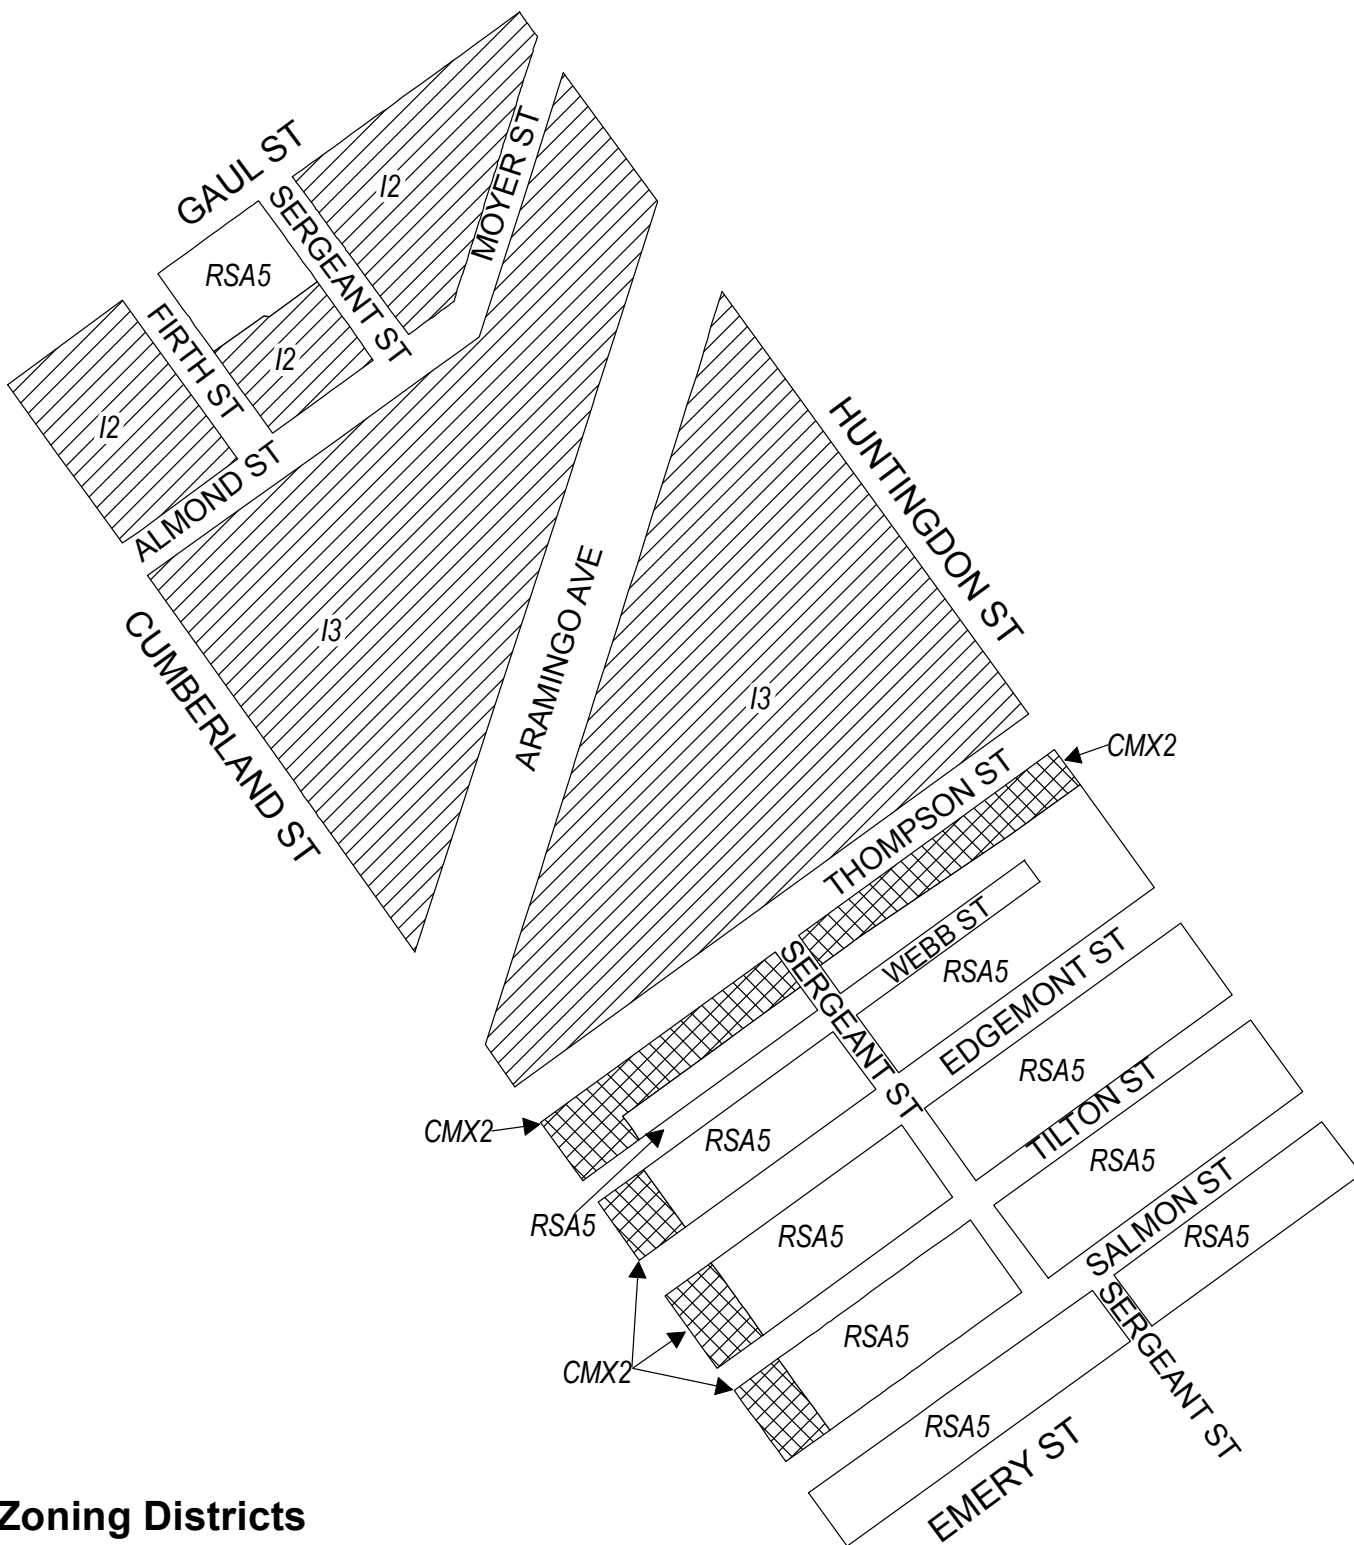 GAUL ST
SERGEANT ST
MOYER ST
I2
RSA5
FIRTH ST
I2
I2
ALMOND ST
HUNTINGDON ST
CUMBERLAND ST
I3
ARAMINGO AVE
I3
CMX2
THOMPSON ST
WEBB ST
SERGEANT ST
RSA5
EDGEMONT ST
RSA5
TILTON ST
CMX2
RSA5
RSA5
RSA5
SALMON ST
RSA5
RSA5
SERGEANT ST
RSA5
CMX2
RSA5
EMERY ST
Zoning Districts